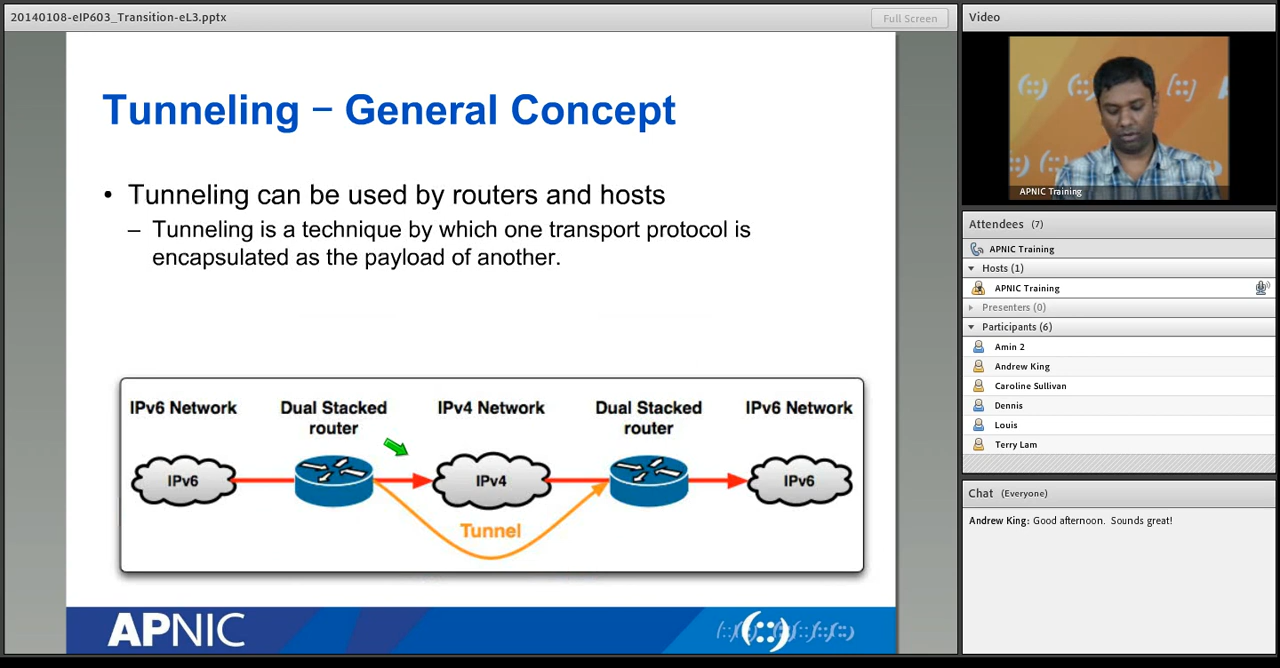 20140108-eIP603_Transition-eL3.pptx
Full Screen
Tunneling – General Concept
• Tunneling can be used by routers and hosts
– Tunneling is a technique by which one transport protocol is
encapsulated as the payload of another.
IPv6 Network
Dual Stacked
router
IPv4 Network
Dual Stacked
router
IPv6 Network
IPv6
IPv4
IPv6
Tunnel
APNIC
Video
APNIC Training
Attendees (7)
APNIC Training
Hosts (1)
APNIC Training
Presenters (0)
Participants (6)
Amin 2
Andrew King
Caroline Sullivan
Dennis
Louis
Terry Lam
Chat (Everyone)
Andrew King: Good afternoon. Sounds great!